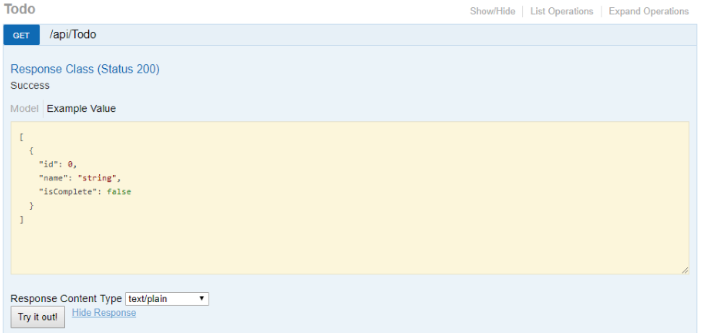 Todo
Show/Hide | List Operations | Expand Operations
GET /api/Todo
Response Class (Status 200)
Success
Model | Example Value
[
  {
    "id": 0,
    "name": "string",
    "isComplete": false
  }
]
Response Content Type text/plain
Try it out! Hide Response